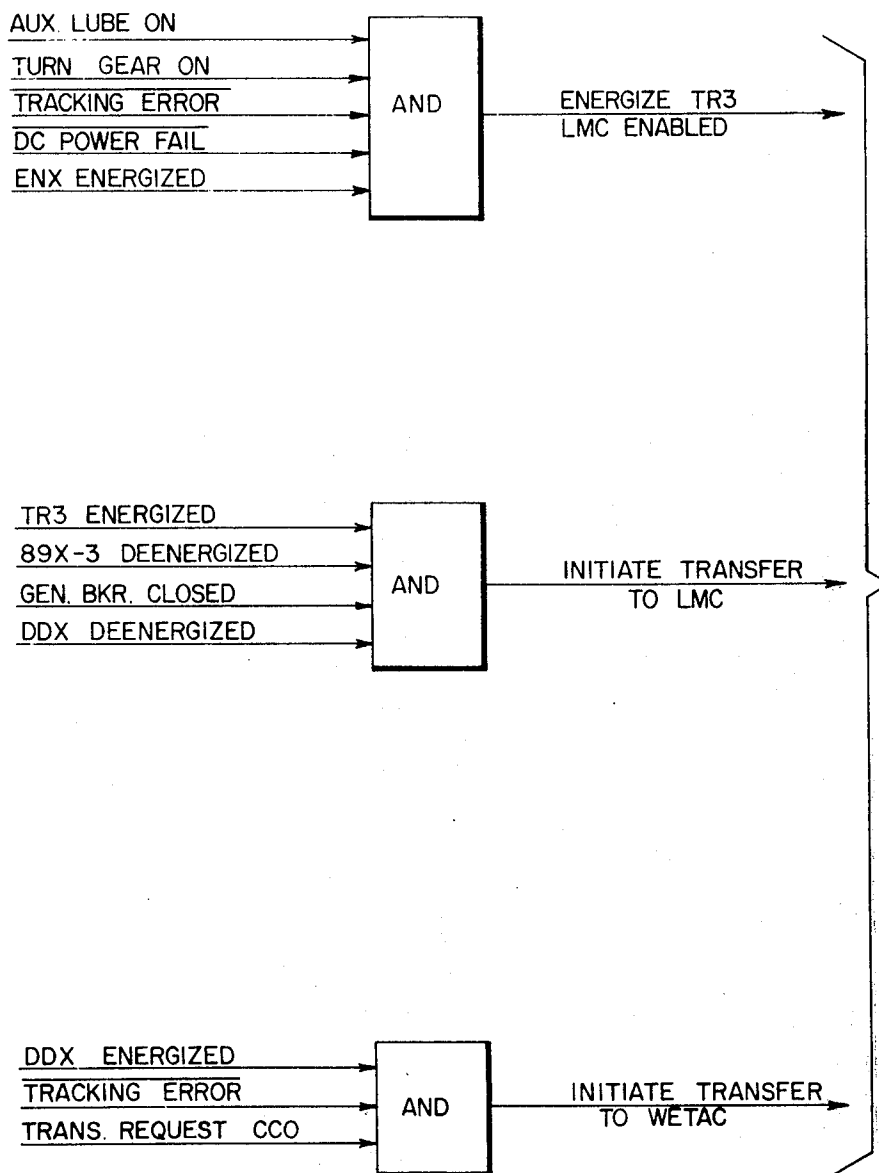 AUX. LUBE ON
TURN GEAR ON
TRACKING ERROR
DC POWER FAIL
ENX ENERGIZED
AND
ENERGIZE TR3
LMC ENABLED
TR3 ENERGIZED
89X-3 DEENERGIZED
GEN. BKR. CLOSED
DDX DEENERGIZED
AND
INITIATE TRANSFER
TO LMC
DDX ENERGIZED
TRACKING ERROR
TRANS. REQUEST CCO
AND
INITIATE TRANSFER
TO WETAC